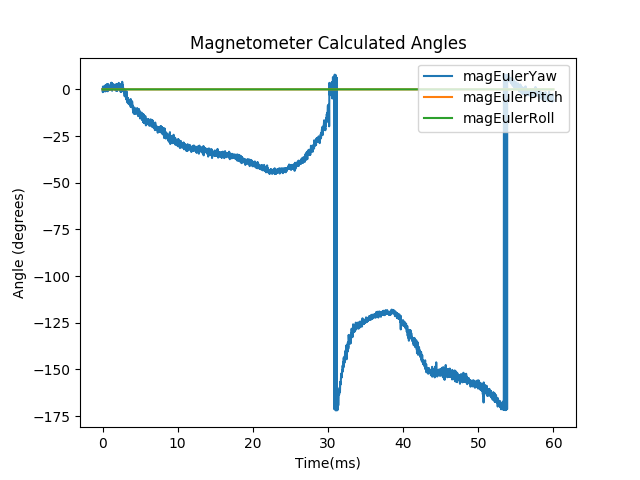 Magnetometer Calculated Angles
magEulerYaw
magEulerPitch
magEulerRoll
Angle (degrees)
0
−25
−50
−75
−100
−125
−150
−175
0 10 20 30 40 50 60
Time(ms)